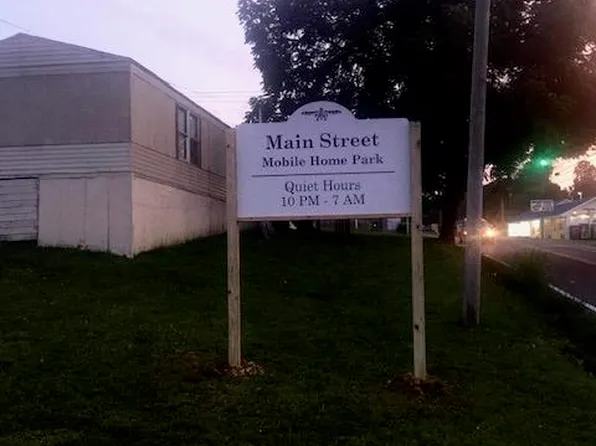 Main Street
Mobile Home Park
Quiet Hours
10 PM - 7 AM